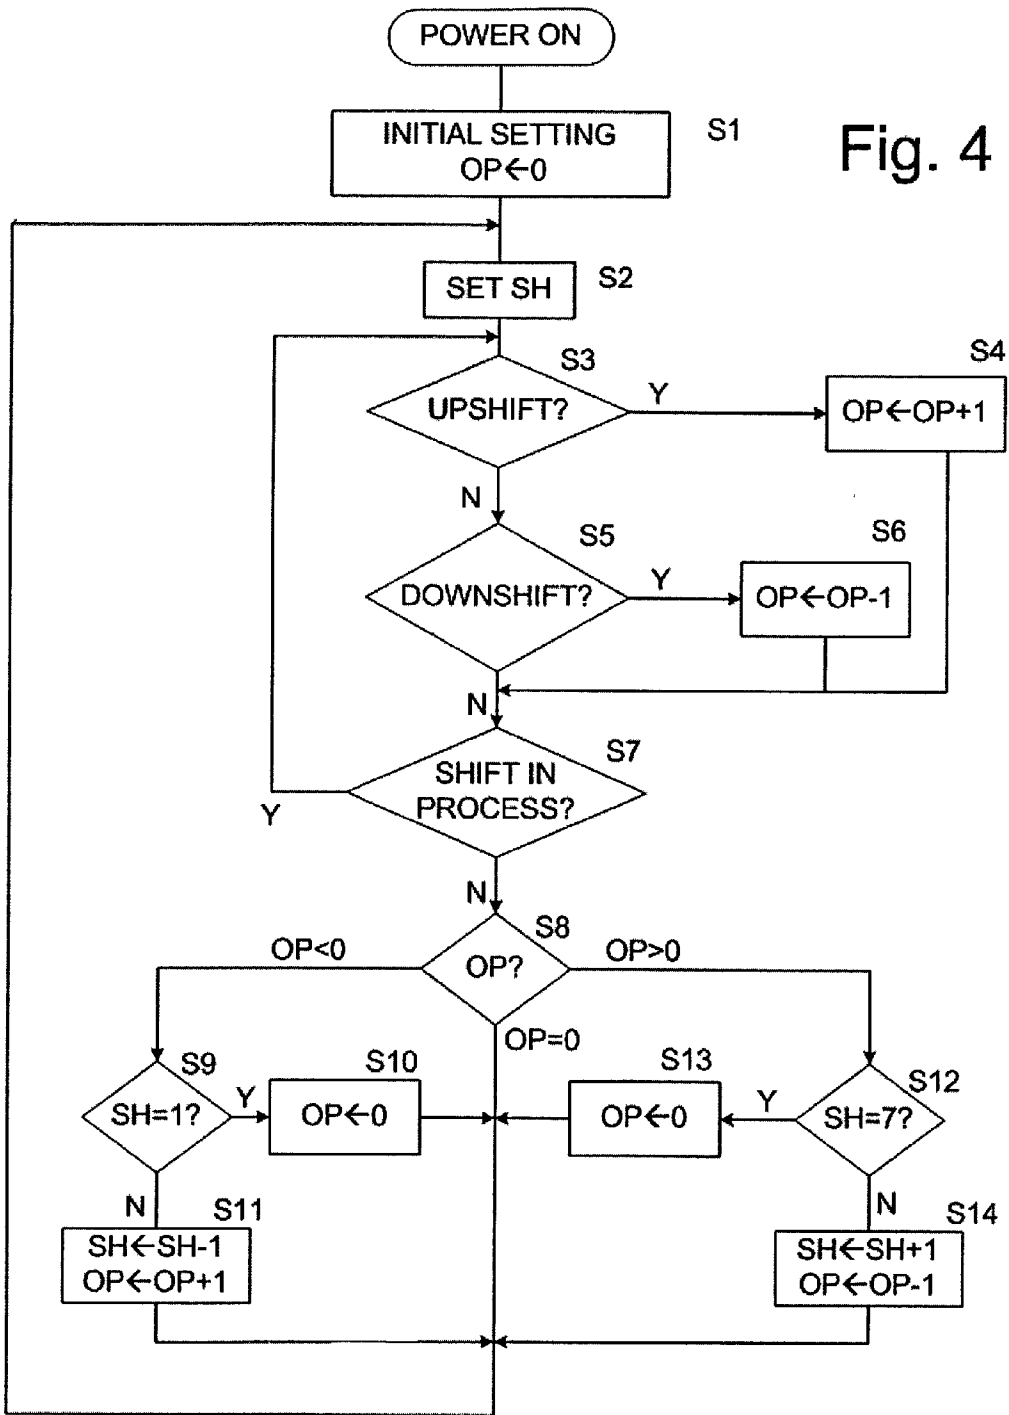 POWER ON
INITIAL SETTING
OP←0
S1
Fig. 4
SET SH
S2
S3
UPSHIFT?
Y
S4
OP←OP+1
N
S5
DOWNSHIFT?
Y
S6
OP←OP-1
N
S7
SHIFT IN
PROCESS?
Y
N
S8
OP?
OP<0
OP>0
OP=0
S9
SH=1?
Y
S10
OP←0
S13
OP←0
Y
S12
SH=7?
N
S11
SH←SH-1
OP←OP+1
N
S14
SH←SH+1
OP←OP-1